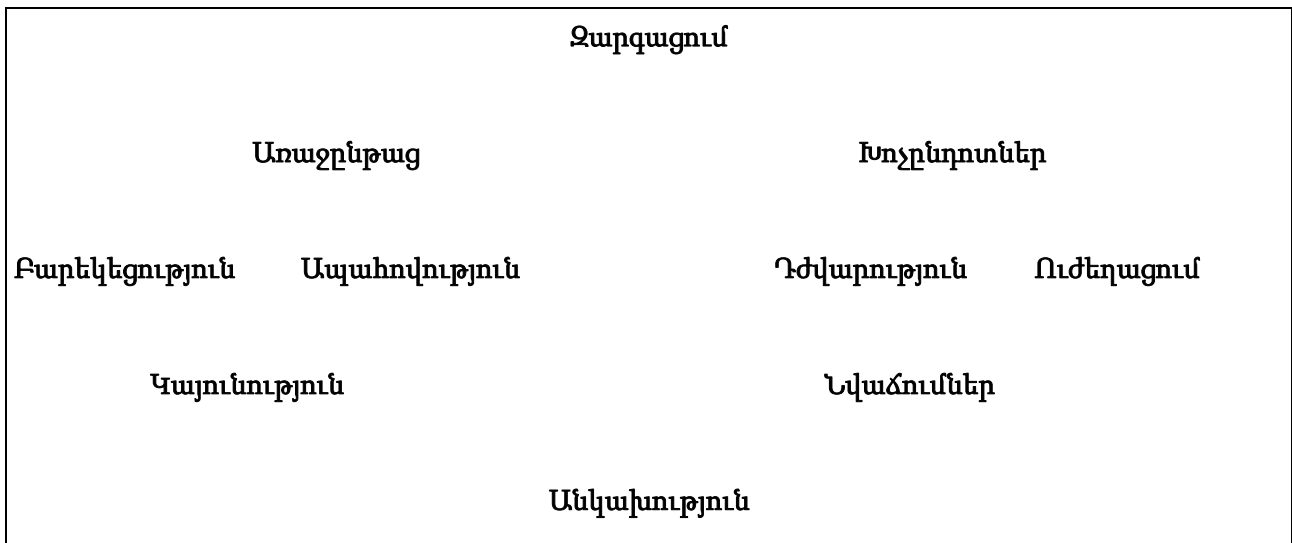 Զարգացում
Առաջընթաց Խոչընդոտներ
Բարեկեցություն Ապահովություն Դժվարություն Ուժեղացում
Կայունություն Նվաճումներ
Անկախություն